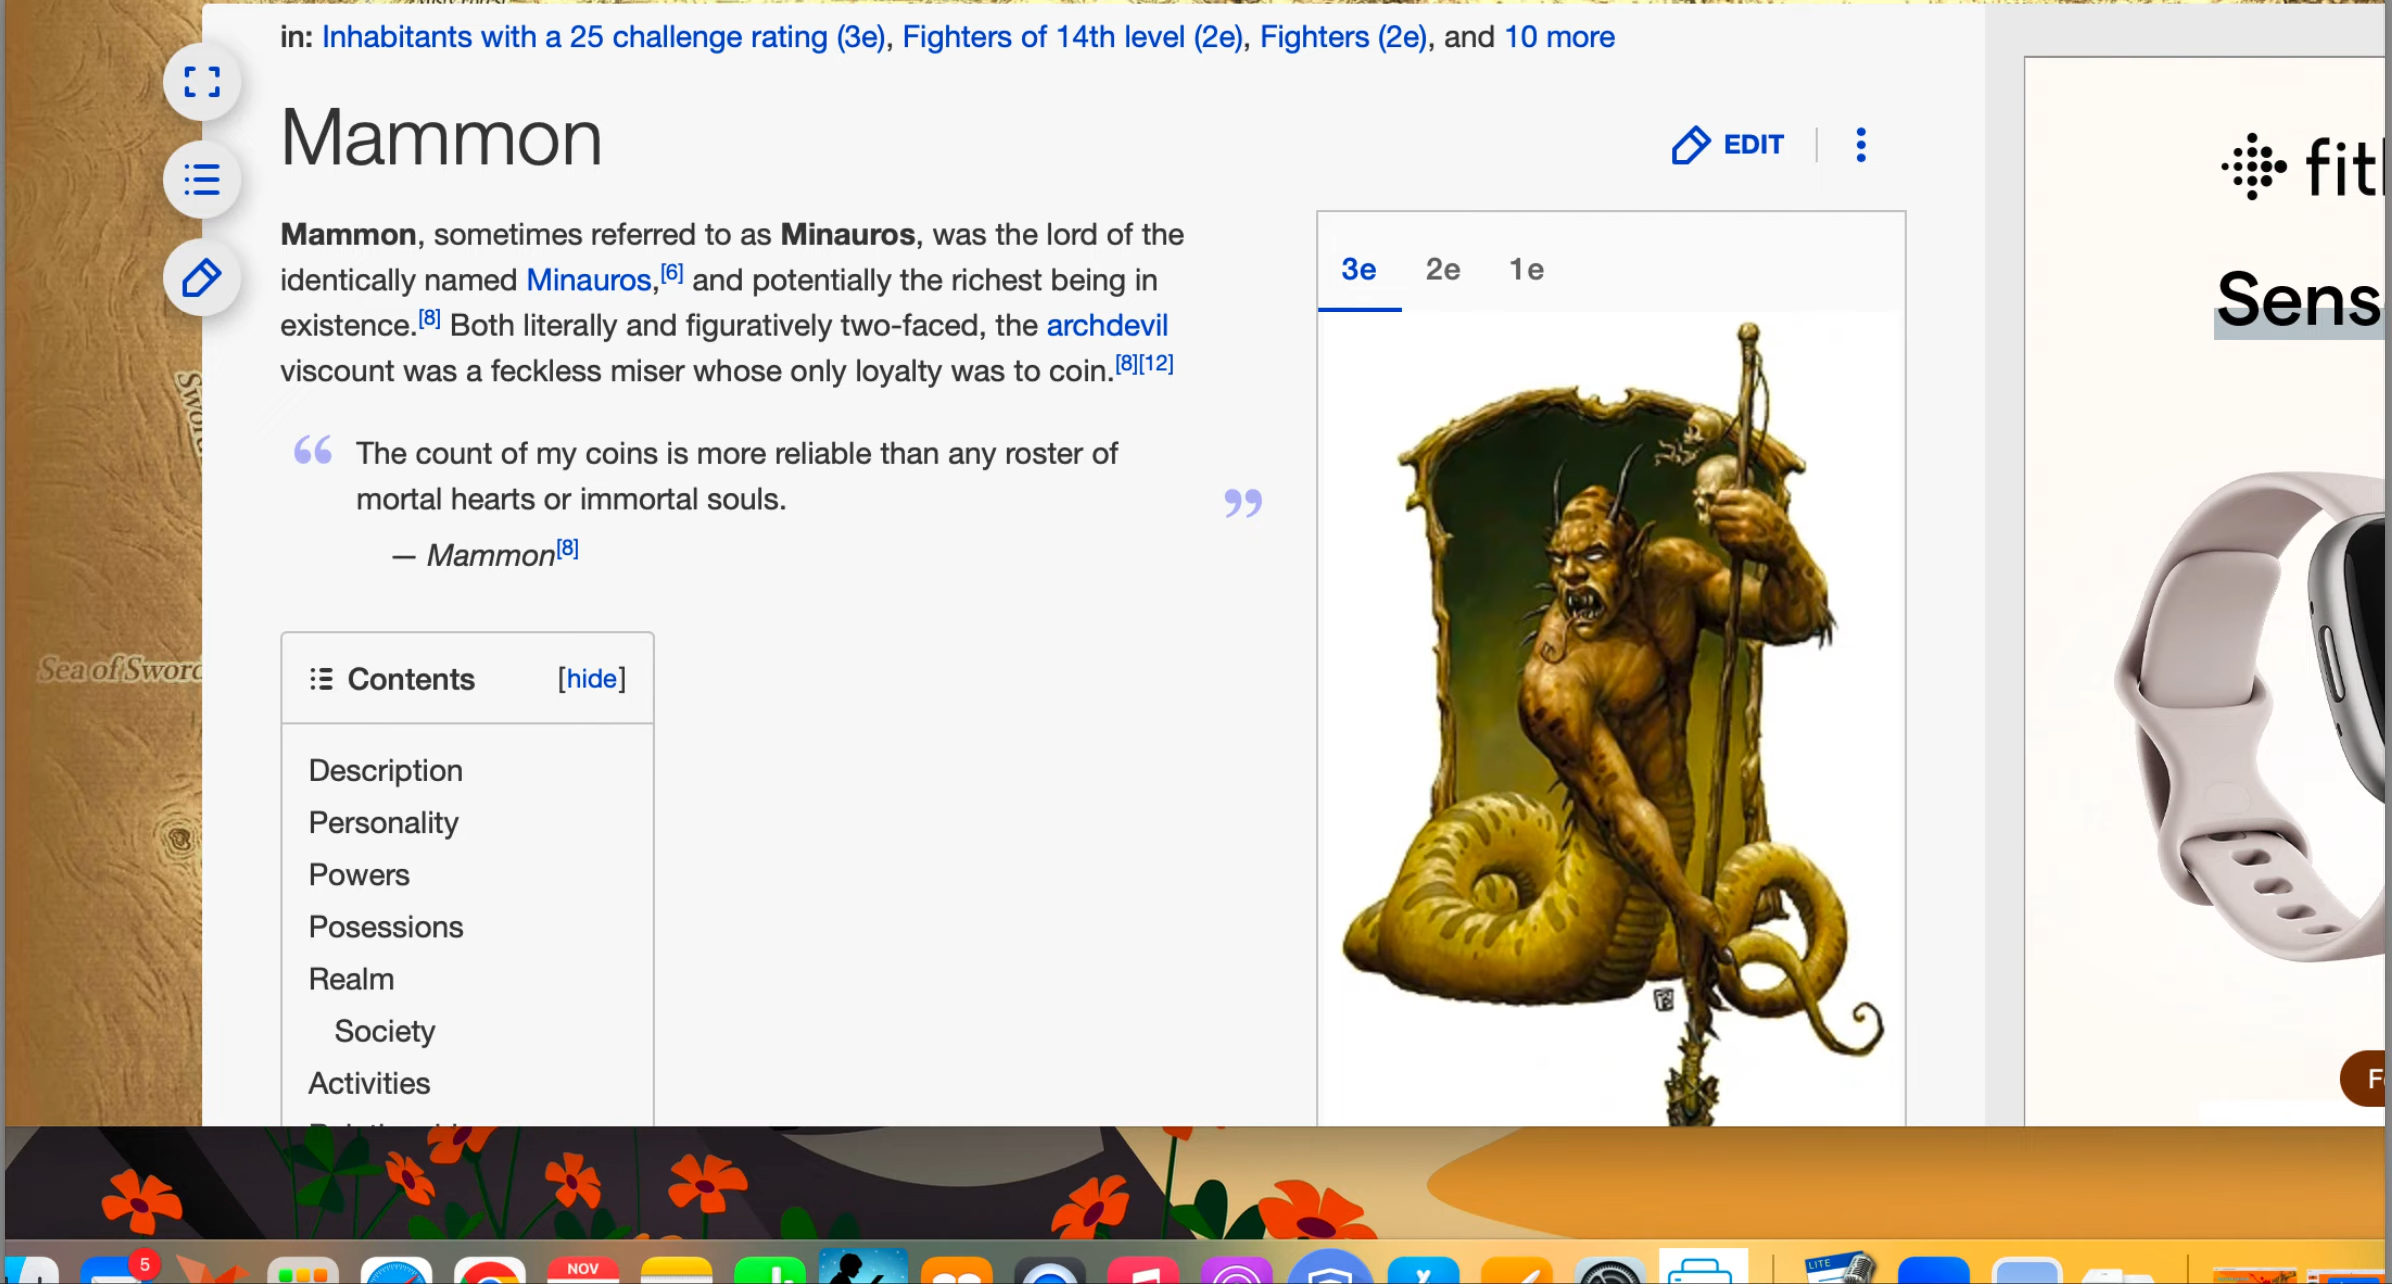 in: Inhabitants with a 25 challenge rating (3e), Fighters of 14th level (2e), Fighters (2e), and 10 more
Mammon
EDIT
Mammon, sometimes referred to as Minauros, was the lord of the
identically named Minauros,[6] and potentially the richest being in
existence.[8] Both literally and figuratively two-faced, the archdevil
viscount was a feckless miser whose only loyalty was to coin.[8][12]
“ The count of my coins is more reliable than any roster of
mortal hearts or immortal souls. ”
— Mammon[8]
Contents [hide]
Description
Personality
Powers
Posessions
Realm
Society
Activities
3e 2e 1e
Sea of Sword
fit
Sens
5
NOV
LITE